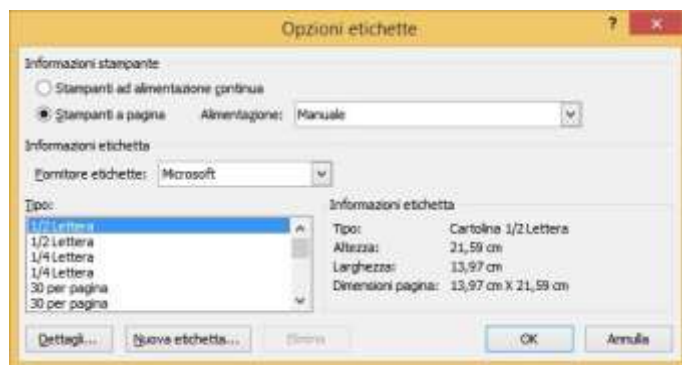 Opzioni etichette
?
Informazioni stampante
Stampanti ad alimentazione continua
Stampanti a pagina Alimentazione: Manuale
Informazioni etichetta
Fornitore etichette: Microsoft
Tipo:
1/2 Lettera
1/2 Lettera
1/4 Lettera
1/4 Lettera
30 per pagina
30 per pagina
Informazioni etichetta
Tipo: Cartolina 1/2 Lettera
Altezza: 21,59 cm
Larghezza: 13,97 cm
Dimensioni pagina: 13,97 cm X 21,59 cm
Dettagli... Nuova etichetta... Elimina OK Annulla